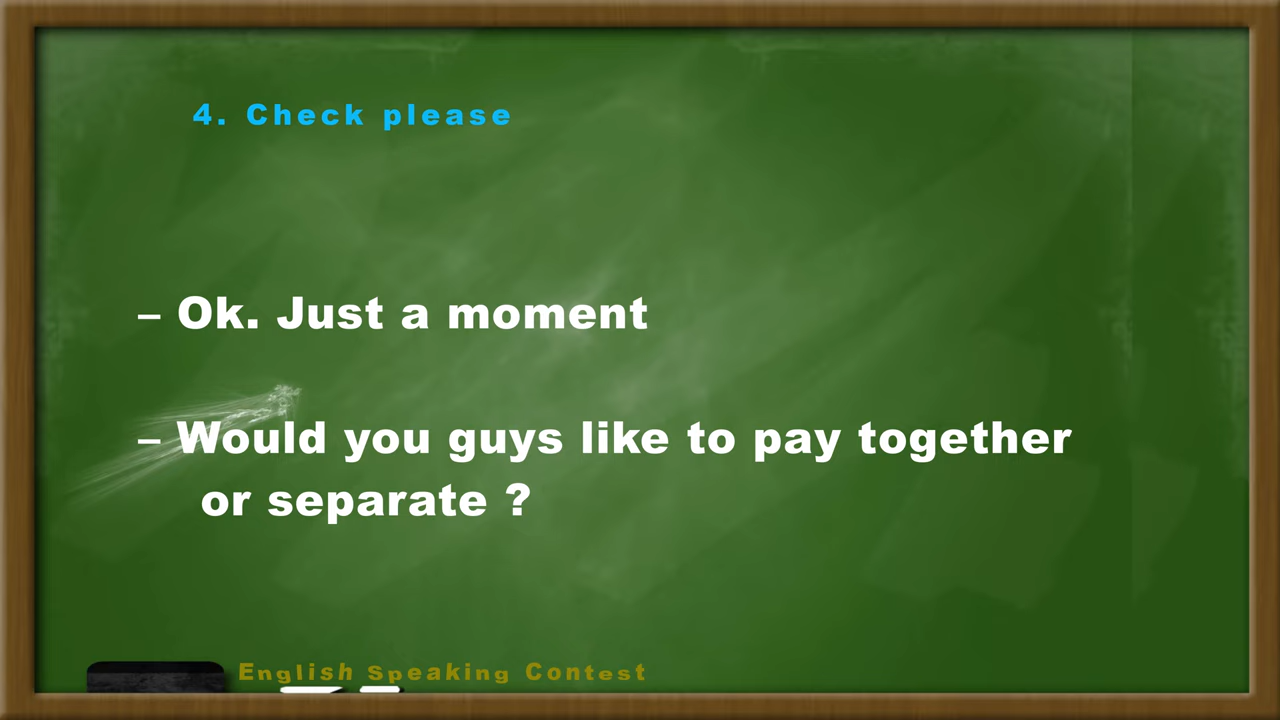 4. Check please
– Ok. Just a moment
– Would you guys like to pay together
or separate ?
English Speaking Contest